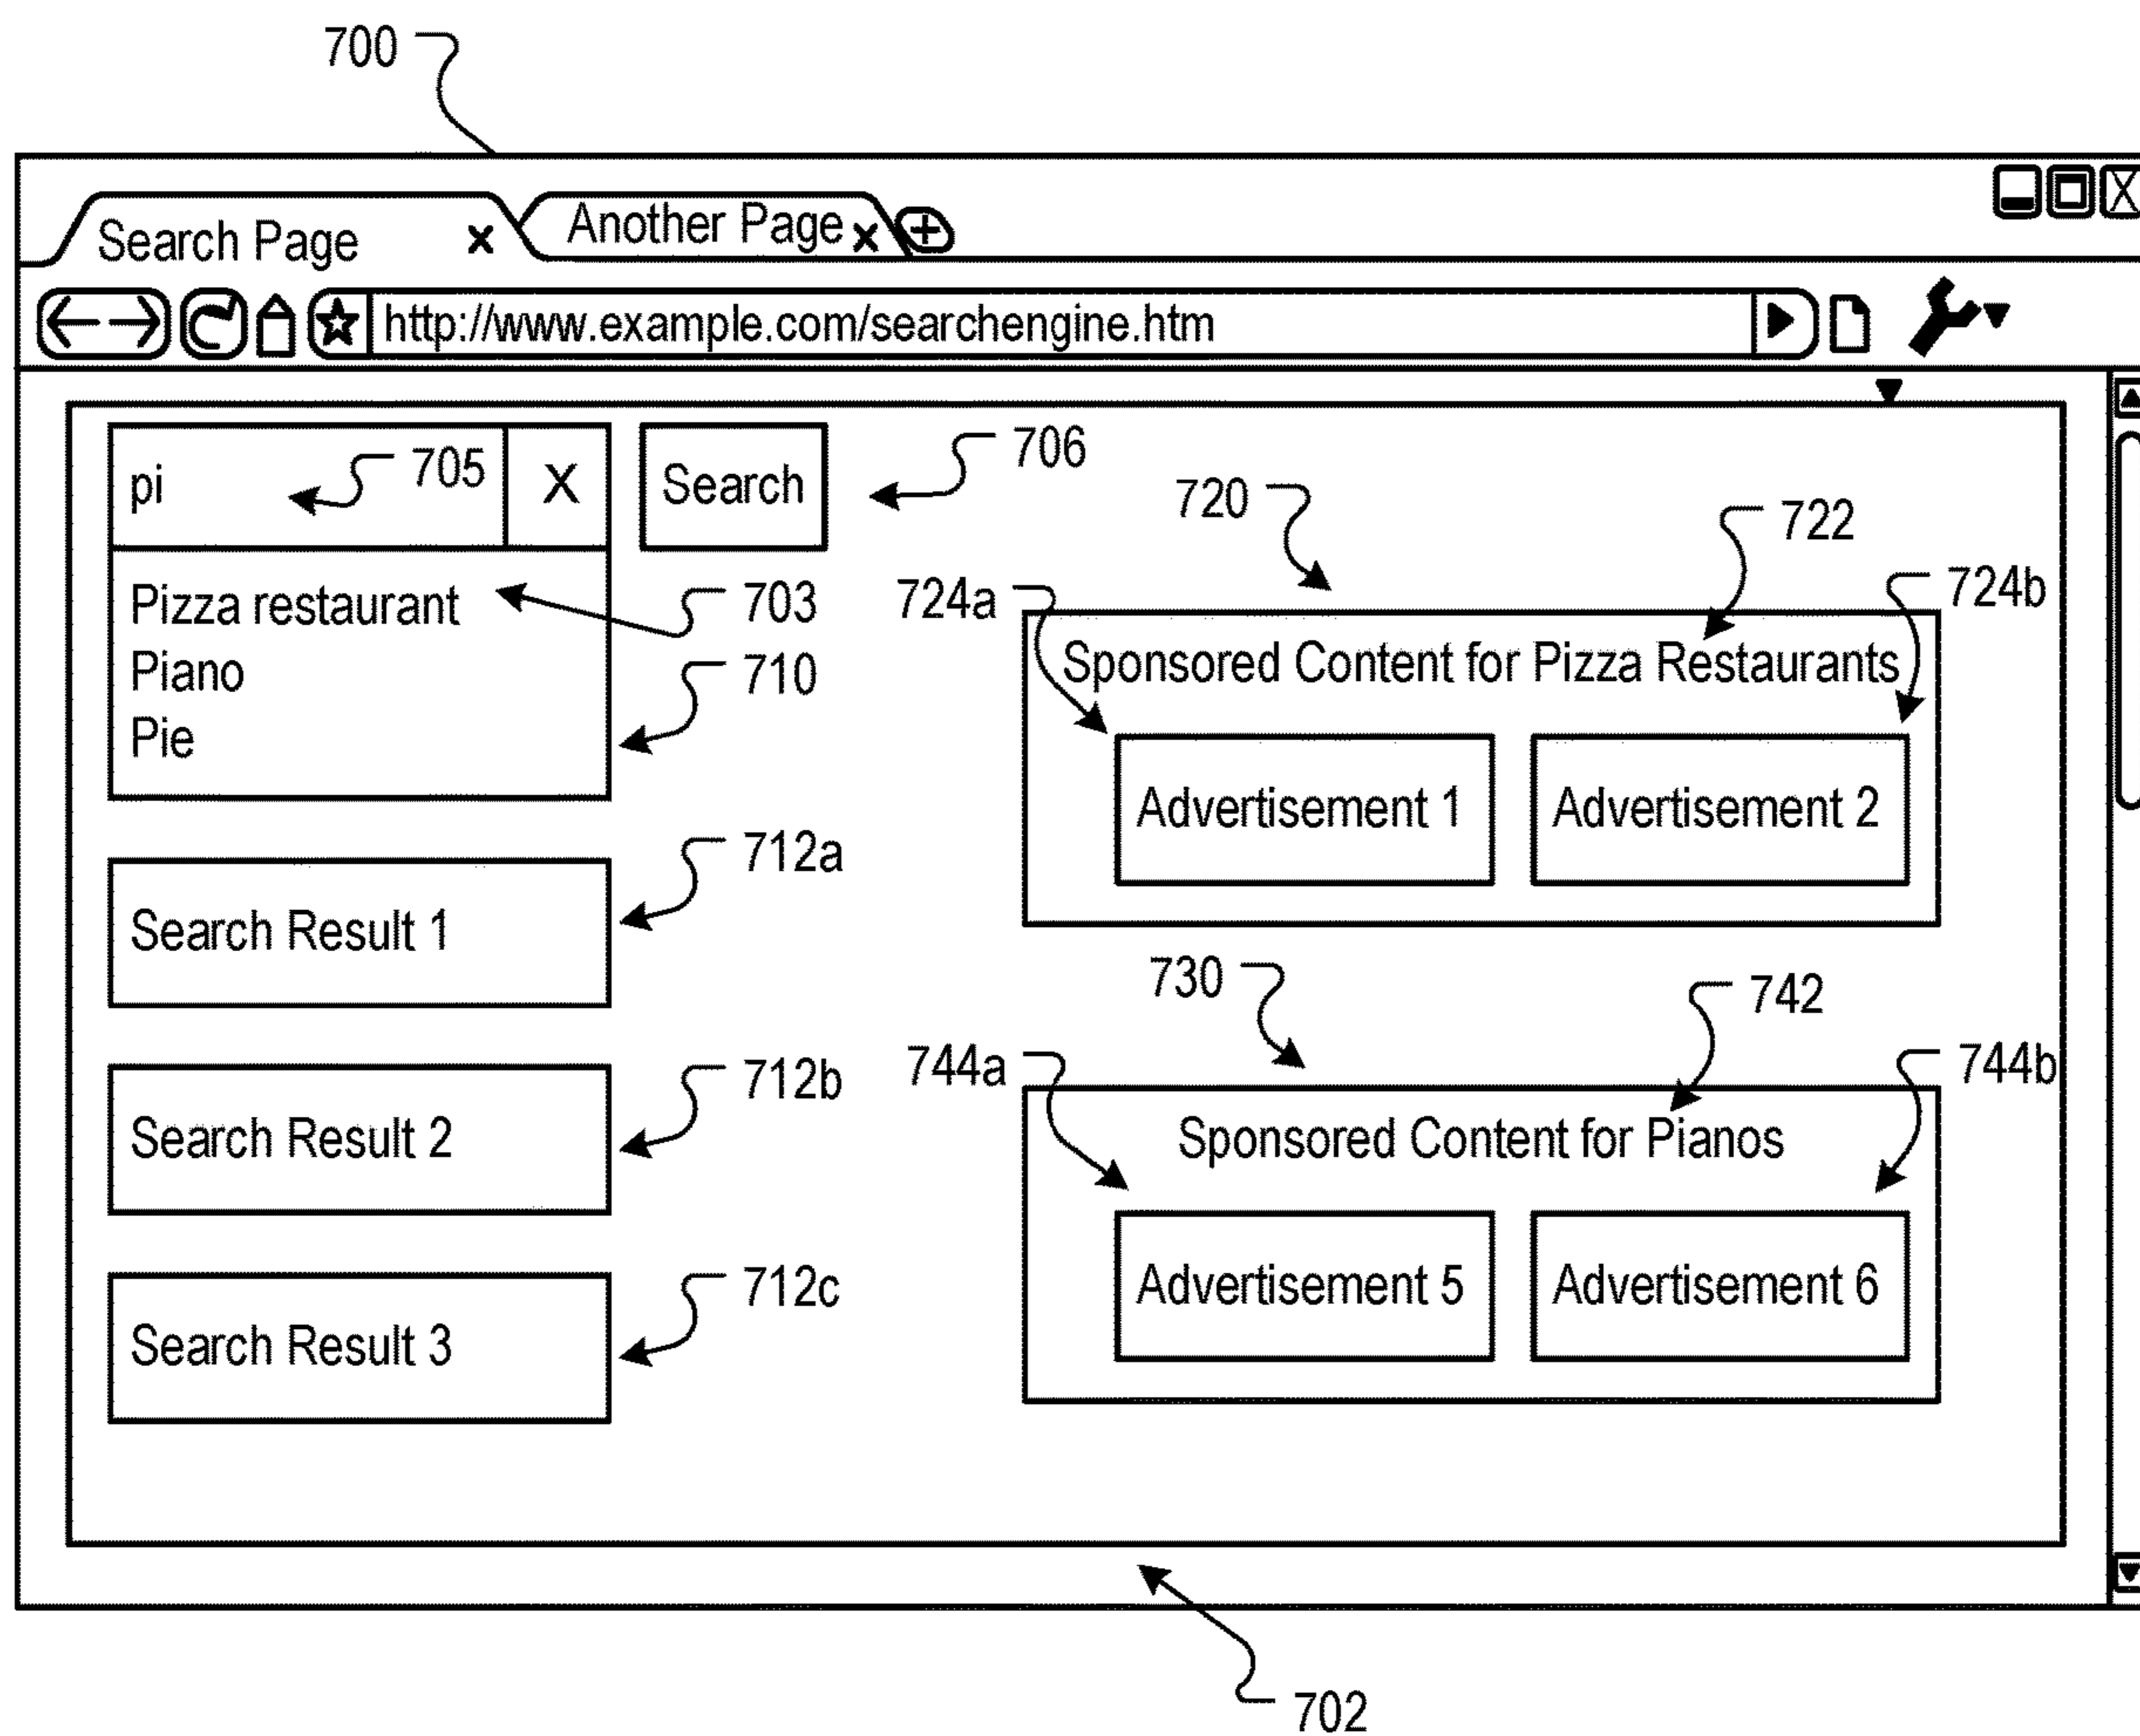 700
Search Page x
Another Page x
http://www.example.com/searchengine.htm
pi
705
X
Search
706
Pizza restaurant
703
Piano
710
Pie
712a
Search Result 1
712b
Search Result 2
712c
Search Result 3
720
722
724a
724b
Sponsored Content for Pizza Restaurants
Advertisement 1
Advertisement 2
730
742
744a
744b
Sponsored Content for Pianos
Advertisement 5
Advertisement 6
702